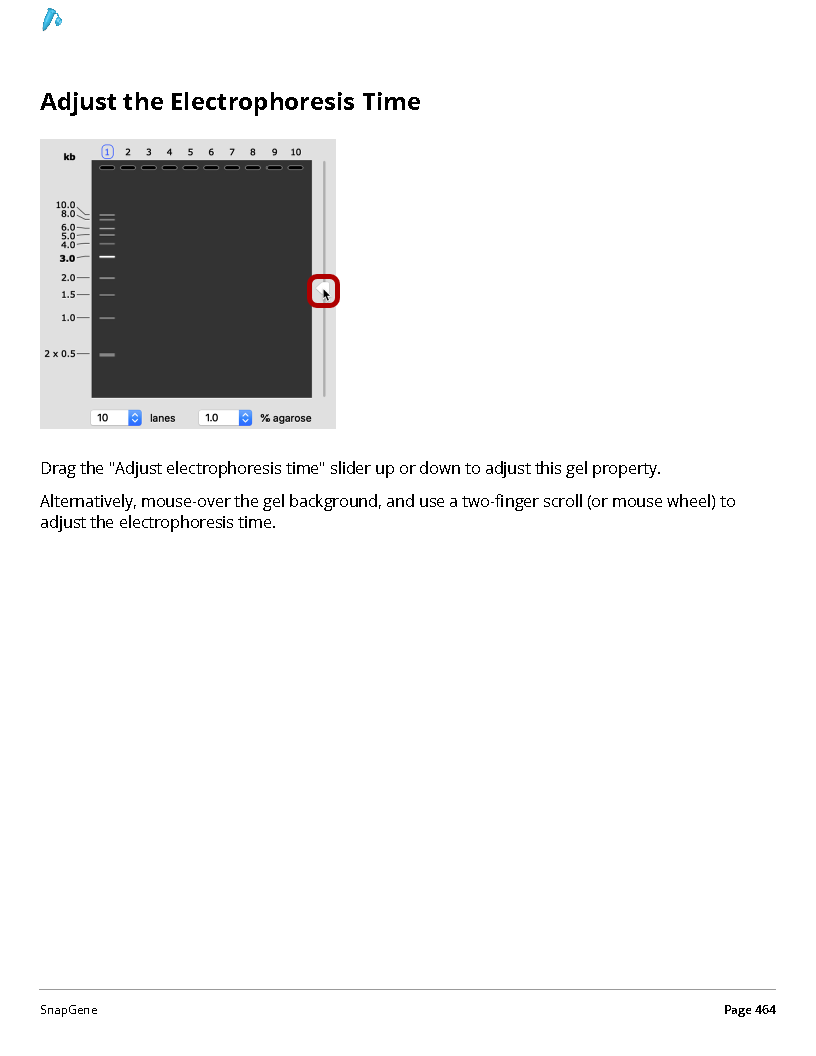 Adjust the Electrophoresis Time
kb
1 2 3 4 5 6 7 8 9 10
10.0
8.0
6.0
5.0
4.0
3.0
2.0
1.5
1.0
2 x 0.5
10 lanes 1.0 % agarose
Drag the "Adjust electrophoresis time" slider up or down to adjust this gel property.
Alternatively, mouse-over the gel background, and use a two-finger scroll (or mouse wheel) to
adjust the electrophoresis time.
SnapGene Page 464